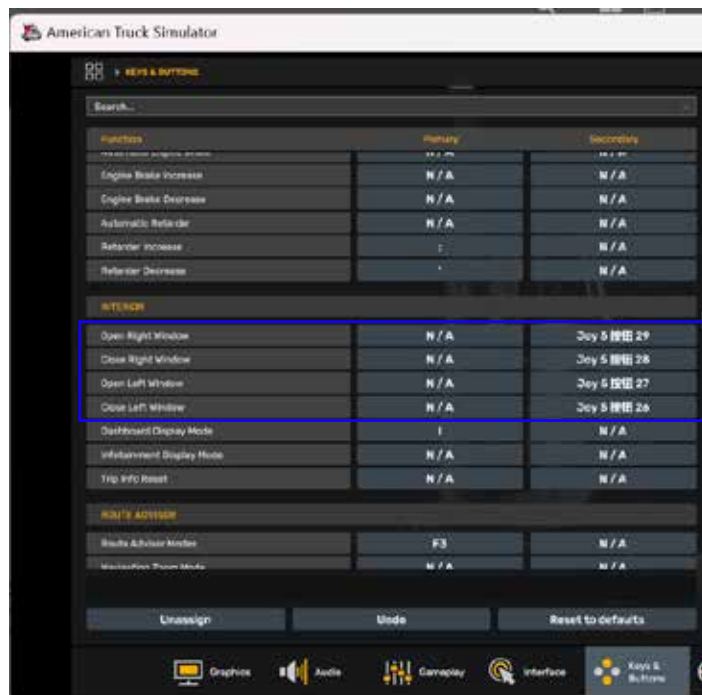 American Truck Simulator
KEYS & BUTTONS
Search...
Function Primary Secondary
N/A N/A
Engine Brake Increase N/A N/A
Engine Brake Decrease N/A N/A
Automatic Retarder N/A N/A
Retarder Increase ; N/A
Retarder Decrease ' N/A
INTERIOR
Open Right Window N/A Joy 5 按钮 29
Close Right Window N/A Joy 5 按钮 28
Open Left Window N/A Joy 5 按钮 27
Close Left Window N/A Joy 5 按钮 26
Dashboard Display Mode I N/A
Infotainment Display Mode N/A N/A
Trip Info Reset N/A N/A
ROUTE ADVISOR
Route Advisor Modes F3 N/A
Navigation Zoom Mode N/A N/A
Unassign Undo Reset to defaults
Graphics Audio Gameplay Interface Keys & Buttons